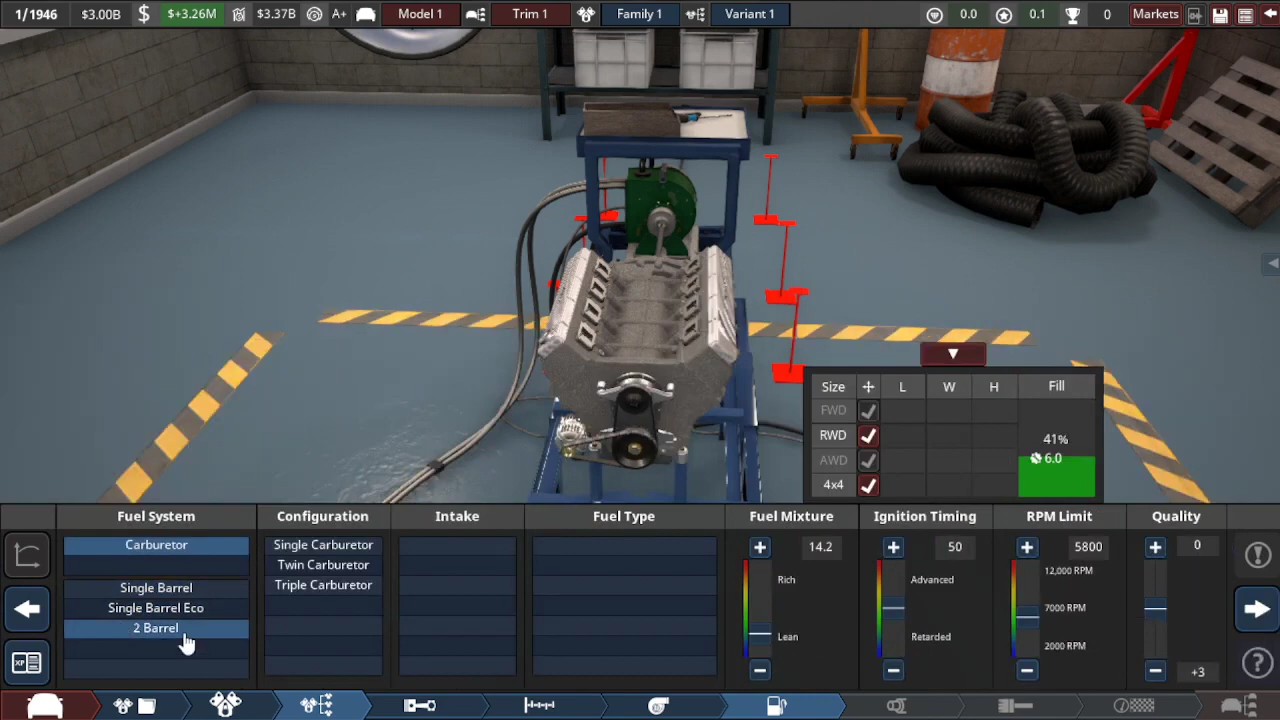 1/1946 $3.00B $+3.26M $3.37B A+ Model 1 Trim 1 Family 1 Variant 1 0.0 0.1 0 Markets
Size L W H Fill
FWD
RWD
AWD
4x4
41%
6.0
Fuel System Configuration Intake Fuel Type Fuel Mixture Ignition Timing RPM Limit Quality
Carburetor
Single Barrel
Single Barrel Eco
2 Barrel
Single Carburetor
Twin Carburetor
Triple Carburetor
+ 14.2
Rich
Lean
−
+ 50
Advanced
Retarded
−
+ 5800
12,000 RPM
7000 RPM
2000 RPM
−
+ 0
− +3
XP